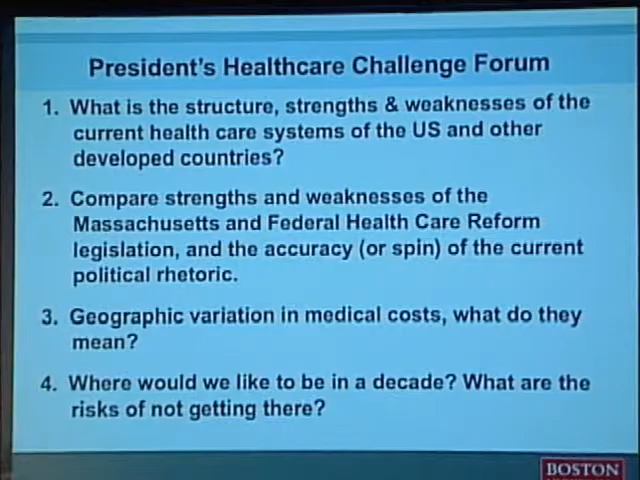 President's Healthcare Challenge Forum
1. What is the structure, strengths & weaknesses of the
current health care systems of the US and other
developed countries?
2. Compare strengths and weaknesses of the
Massachusetts and Federal Health Care Reform
legislation, and the accuracy (or spin) of the current
political rhetoric.
3. Geographic variation in medical costs, what do they
mean?
4. Where would we like to be in a decade? What are the
risks of not getting there?
BOSTON